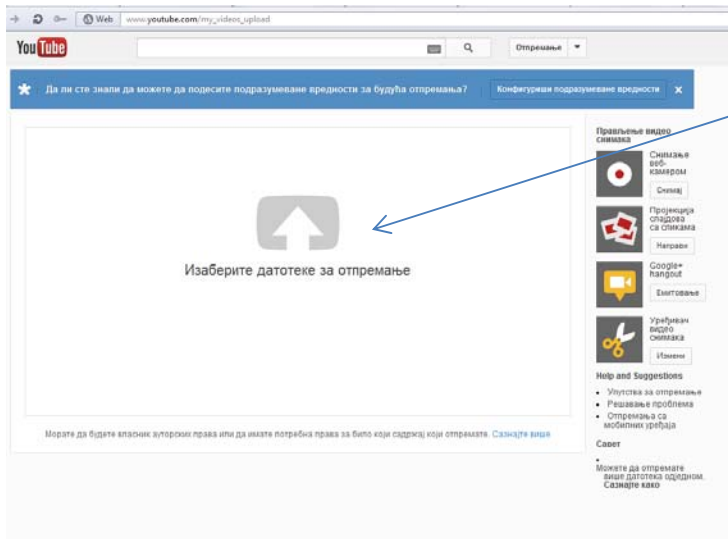 Web www.youtube.com/my_videos_upload
YouTube
Отпремање
Да ли сте знали да можете да подесите подразумеване вредности за будућа отпремања? Конфигуриши подразумеване вредности x
Изаберите датотеке за отпремање
Морате да будете власник ауторских права или да имате потребна права за било који садржај који отпремате. Сазнајте више
Прављење видео
снимака
Снимање
веб-
камером
Снимај
Пројекција
слајдова
са сликама
Направи
Google+
hangout
Емитовање
Уређивач
видео
снимака
Измени
Help and Suggestions
• Упутства за отпремање
• Решавање проблема
• Отпремања са
мобилних уређаја
Савет
•
Можете да отпремате
више датотека одједном.
Сазнајте како